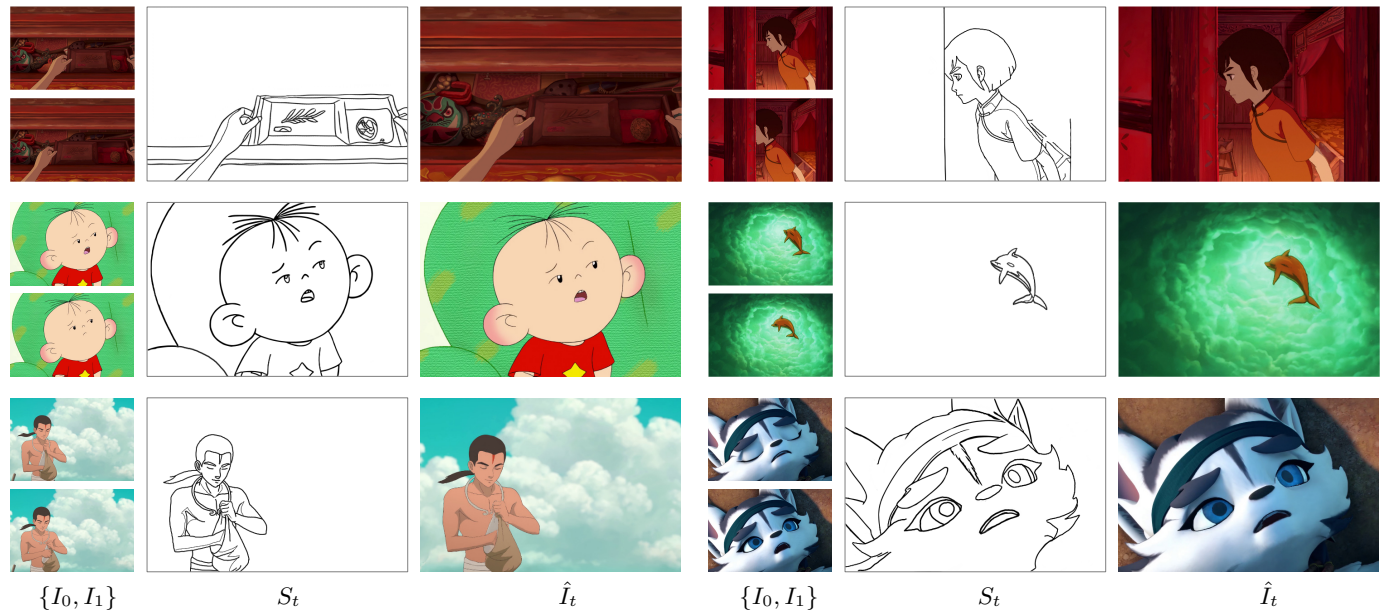 {I₀, I₁} Sₜ Îₜ {I₀, I₁} Sₜ Îₜ